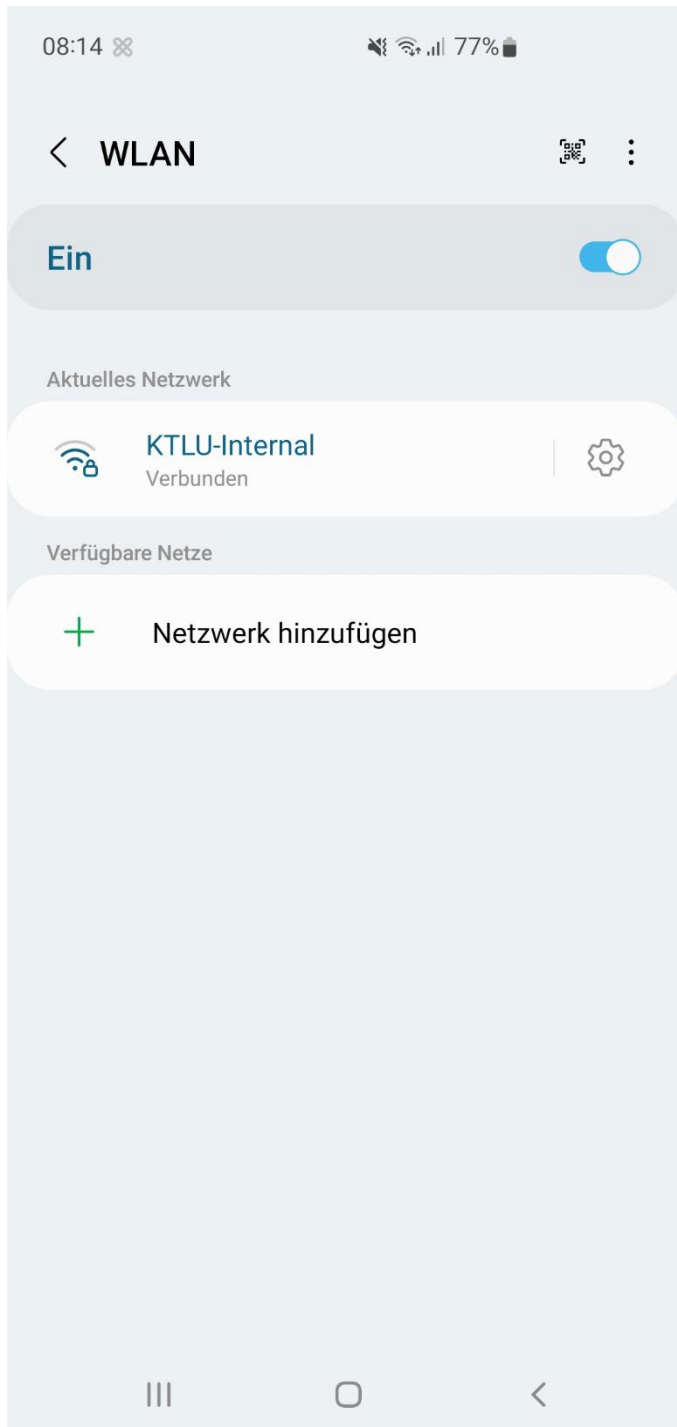 08:14 77%
WLAN
Ein
Aktuelles Netzwerk
KTLU-Internal
Verbunden
Verfügbare Netze
Netzwerk hinzufügen